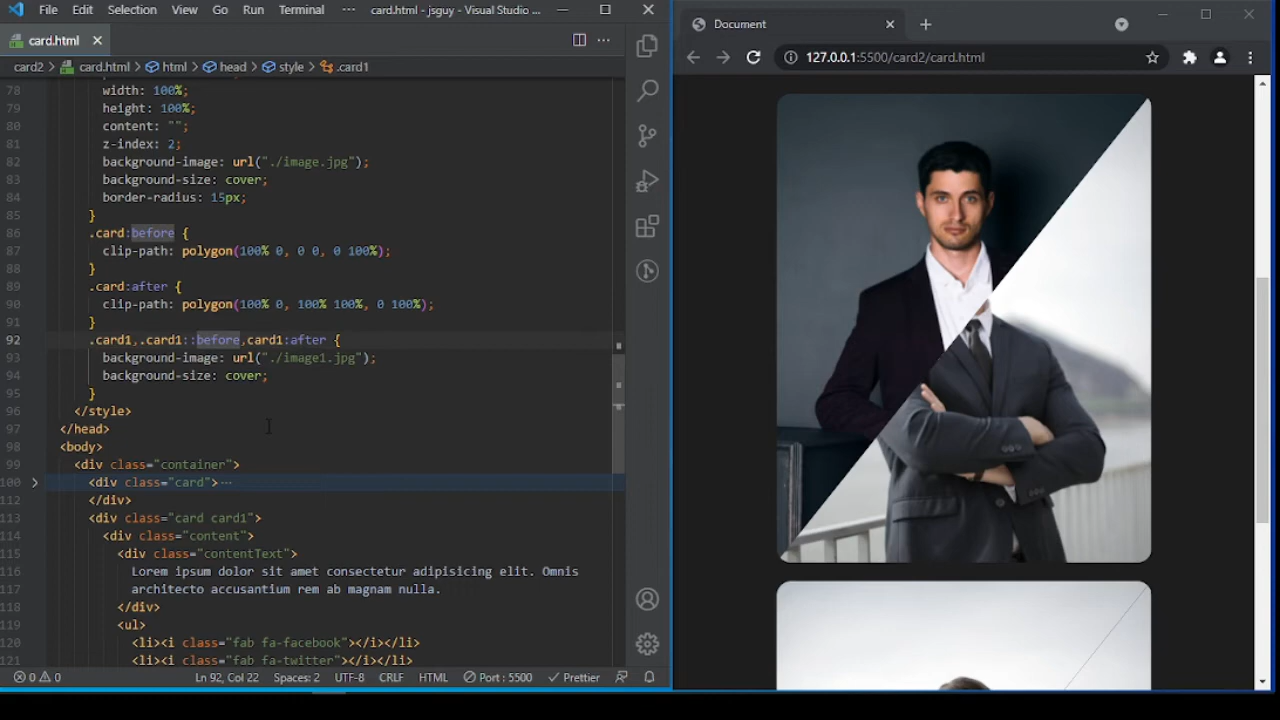 File Edit Selection View Go Run Terminal ··· card.html - jsguy - Visual Studio ...
card.html
card2 > card.html > html > head > style > .card1
78 width: 100%;
79 height: 100%;
80 content: "";
81 z-index: 2;
82 background-image: url("./image.jpg");
83 background-size: cover;
84 border-radius: 15px;
85 }
86 .card:before {
87 clip-path: polygon(100% 0, 0 0, 0 100%);
88 }
89 .card:after {
90 clip-path: polygon(100% 0, 100% 100%, 0 100%);
91 }
92 .card1,.card1::before,card1:after {
93 background-image: url("./image1.jpg");
94 background-size: cover;
95 }
96 </style>
97 </head>
98 <body>
99 <div class="container">
100 <div class="card">···
112 </div>
113 <div class="card card1">
114 <div class="content">
115 <div class="contentText">
116 Lorem ipsum dolor sit amet consectetur adipisicing elit. Omnis
117 architecto accusantium rem ab magnam nulla.
118 </div>
119 <ul>
120 <li><i class="fab fa-facebook"></i></li>
121 <li><i class="fab fa-twitter"></i></li>
0 0 Ln 92, Col 22 Spaces: 2 UTF-8 CRLF HTML Port : 5500 Prettier
Document
127.0.0.1:5500/card2/card.html